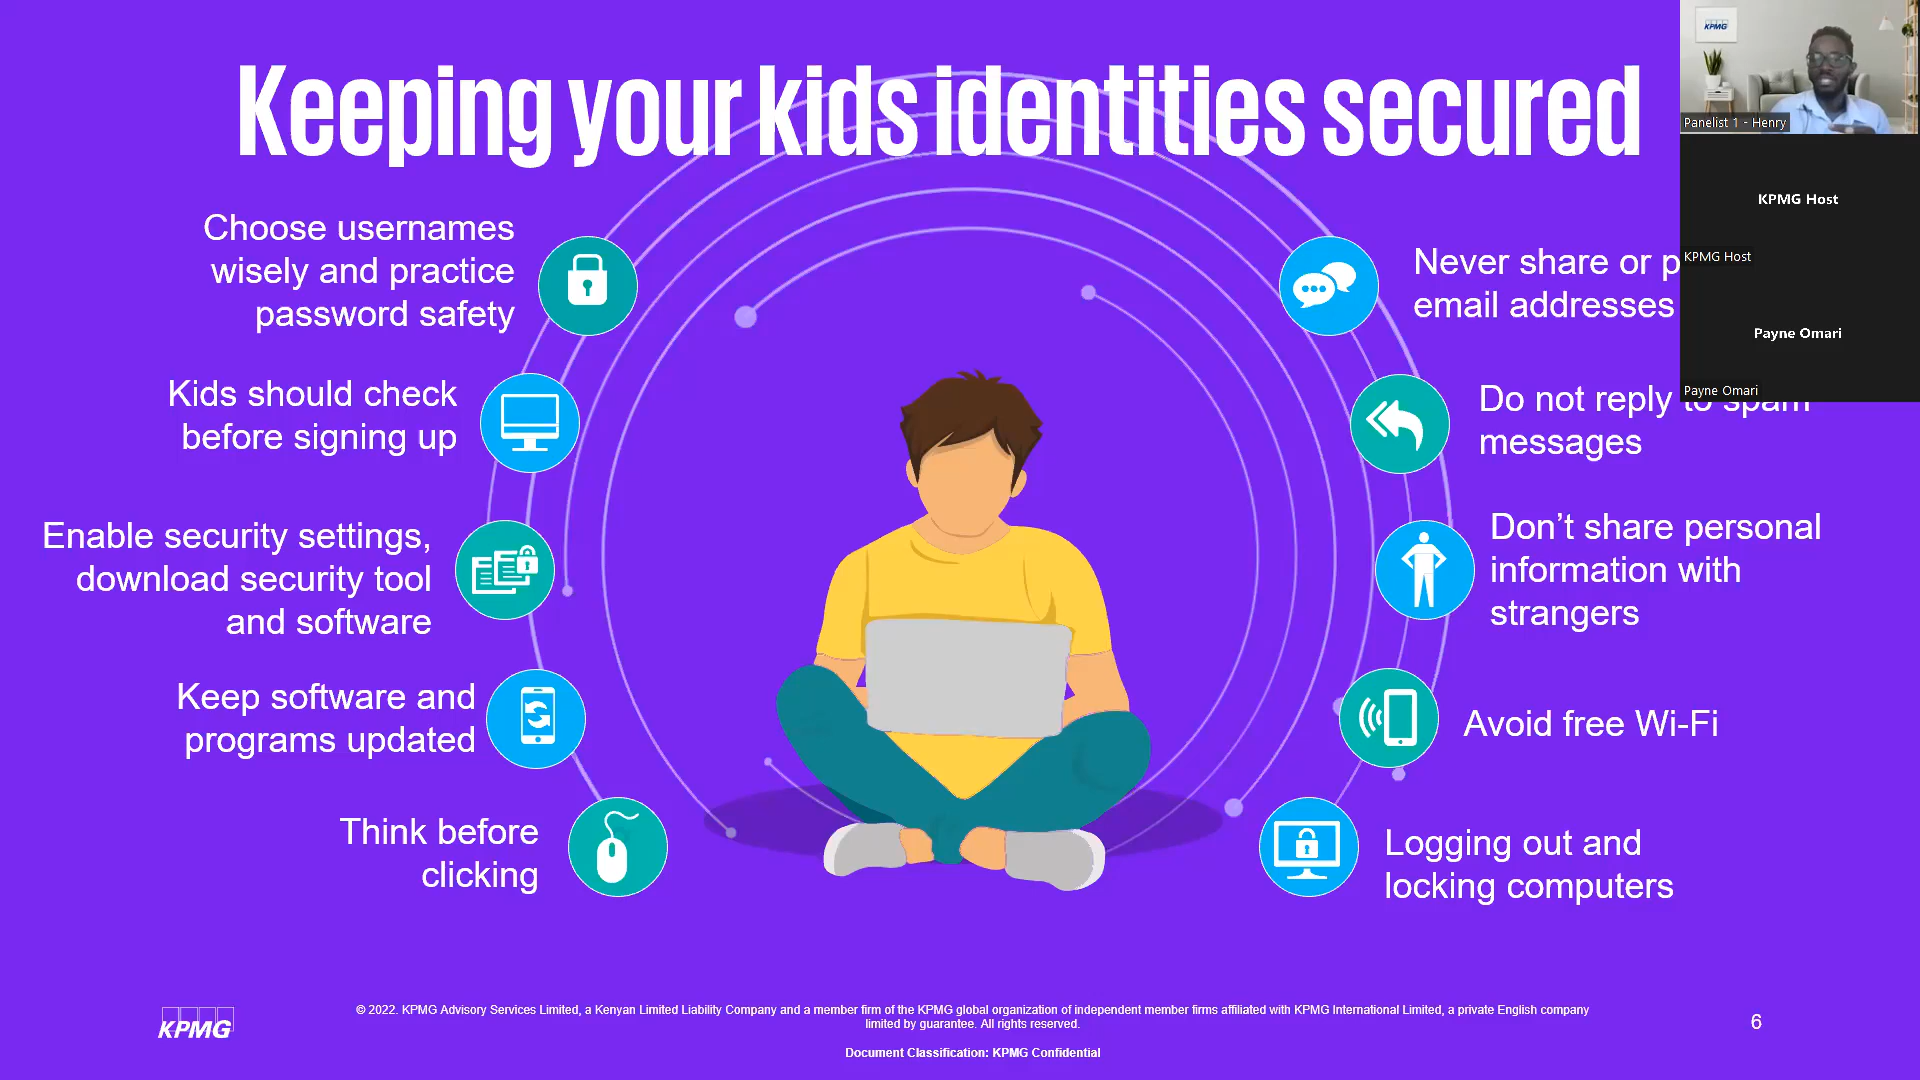 Keeping your kids identities secured
Choose usernames
wisely and practice
password safety
Kids should check
before signing up
Enable security settings,
download security tool
and software
Keep software and
programs updated
Think before
clicking
Never share or
email addresses
Do not reply to spam
messages
Don’t share personal
information with
strangers
Avoid free Wi-Fi
Logging out and
locking computers
KPMG
Panelist 1 - Henry
KPMG Host
KPMG Host
Payne Omari
Payne Omari
KPMG
© 2022. KPMG Advisory Services Limited, a Kenyan Limited Liability Company and a member firm of the KPMG global organization of independent member firms affiliated with KPMG International Limited, a private English company
limited by guarantee. All rights reserved.
Document Classification: KPMG Confidential
6